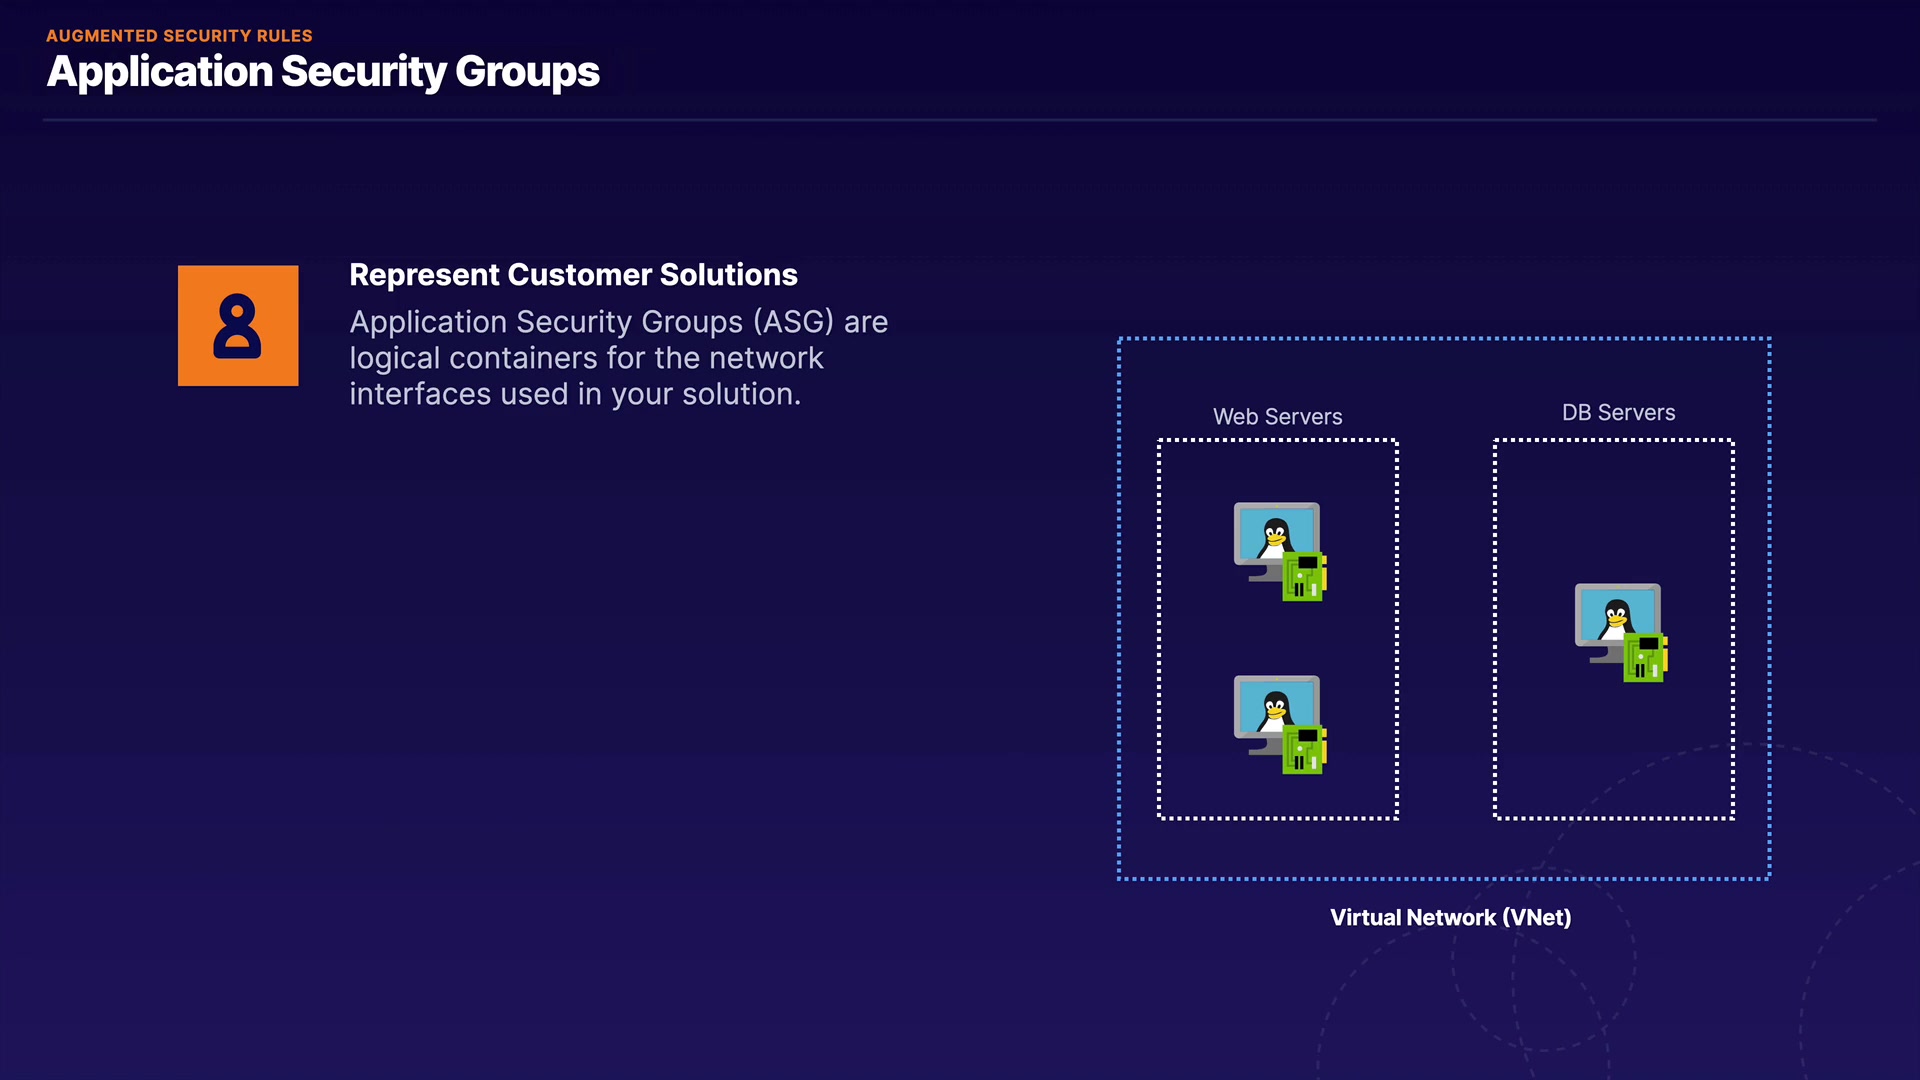 AUGMENTED SECURITY RULES
Application Security Groups
Represent Customer Solutions
Application Security Groups (ASG) are
logical containers for the network
interfaces used in your solution.
Web Servers
DB Servers
Virtual Network (VNet)